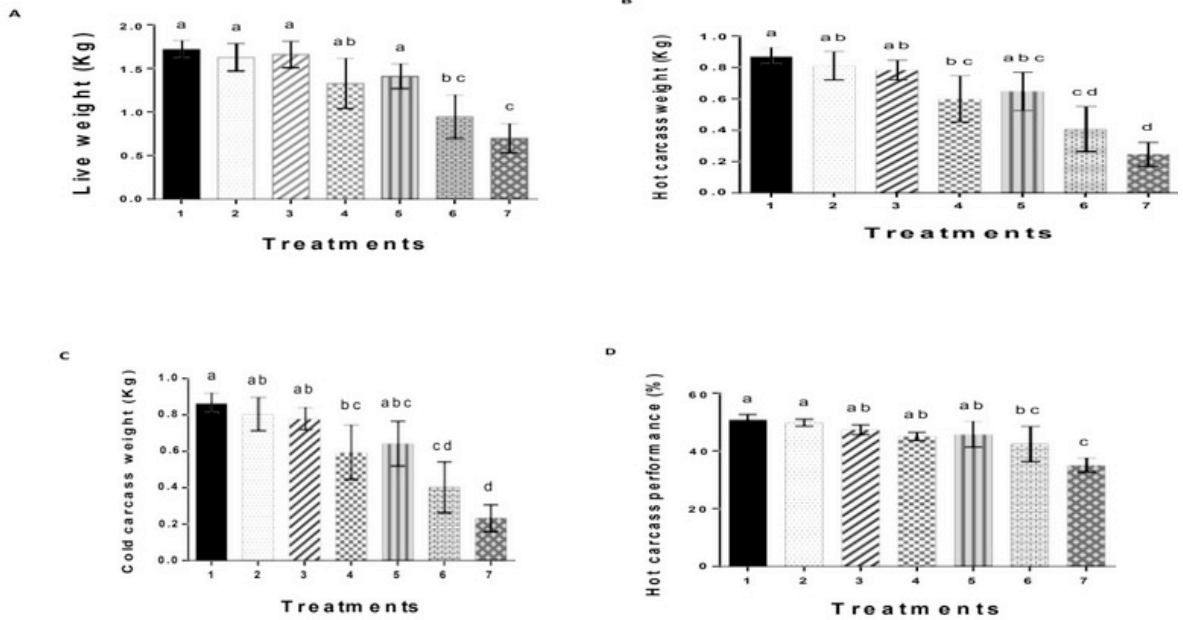 A
Live weight (Kg)
2.0
1.5
1.0
0.5
0.0
a a a ab a bc c
1 2 3 4 5 6 7
Treatments
B
Hot carcass weight (Kg)
1.0
0.8
0.6
0.4
0.2
0.0
a ab ab bc abc cd d
1 2 3 4 5 6 7
Treatments
C
Cold carcass weight (Kg)
1.0
0.8
0.6
0.4
0.2
0.0
a ab ab bc abc cd d
1 2 3 4 5 6 7
Treatments
D
Hot carcass performance (%)
60
40
20
0
a a ab ab ab bc c
1 2 3 4 5 6 7
Treatments